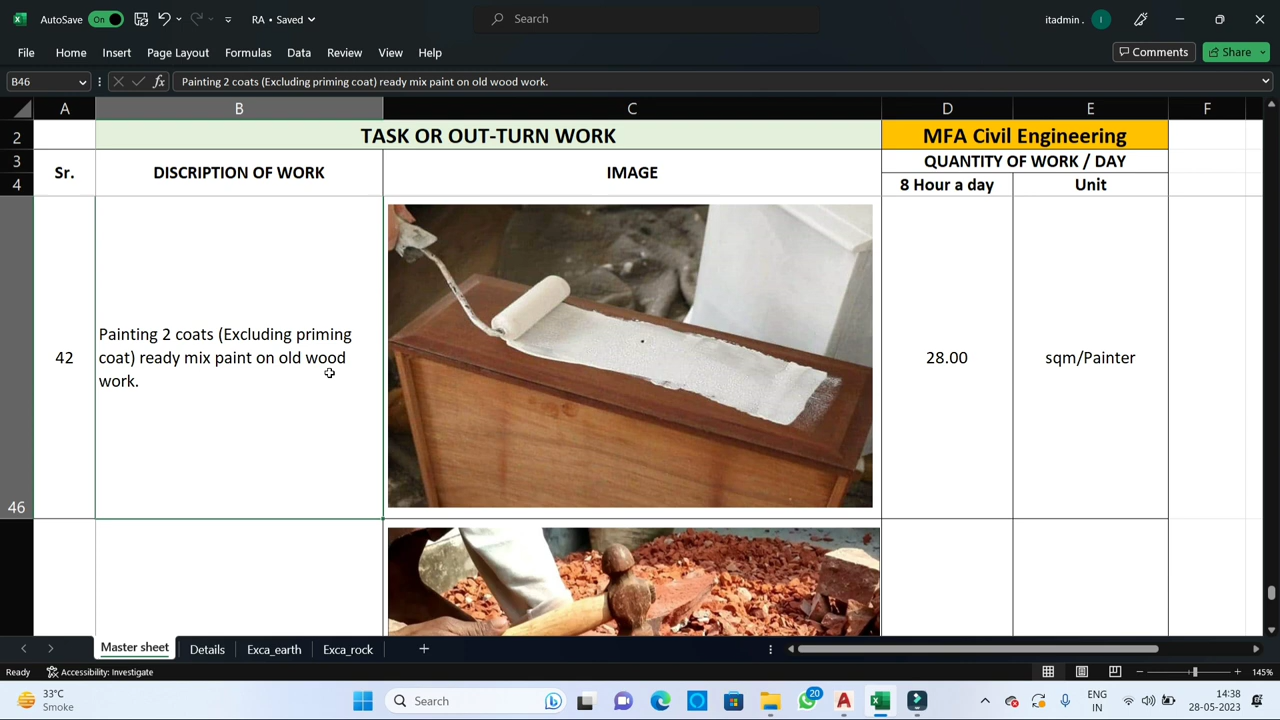 AutoSave On RA • Saved Search itadmin . I
File Home Insert Page Layout Formulas Data Review View Help Comments Share
B46 fx Painting 2 coats (Excluding priming coat) ready mix paint on old wood work.
A B C D E F
2 TASK OR OUT-TURN WORK MFA Civil Engineering
3 Sr. DISCRIPTION OF WORK IMAGE QUANTITY OF WORK / DAY
4 8 Hour a day Unit
42 Painting 2 coats (Excluding priming
coat) ready mix paint on old wood
work.
28.00 sqm/Painter
46
Master sheet Details Exca_earth Exca_rock
Ready Accessibility: Investigate 145%
33°C
Smoke
Search
20
ENG
IN
14:38
28-05-2023